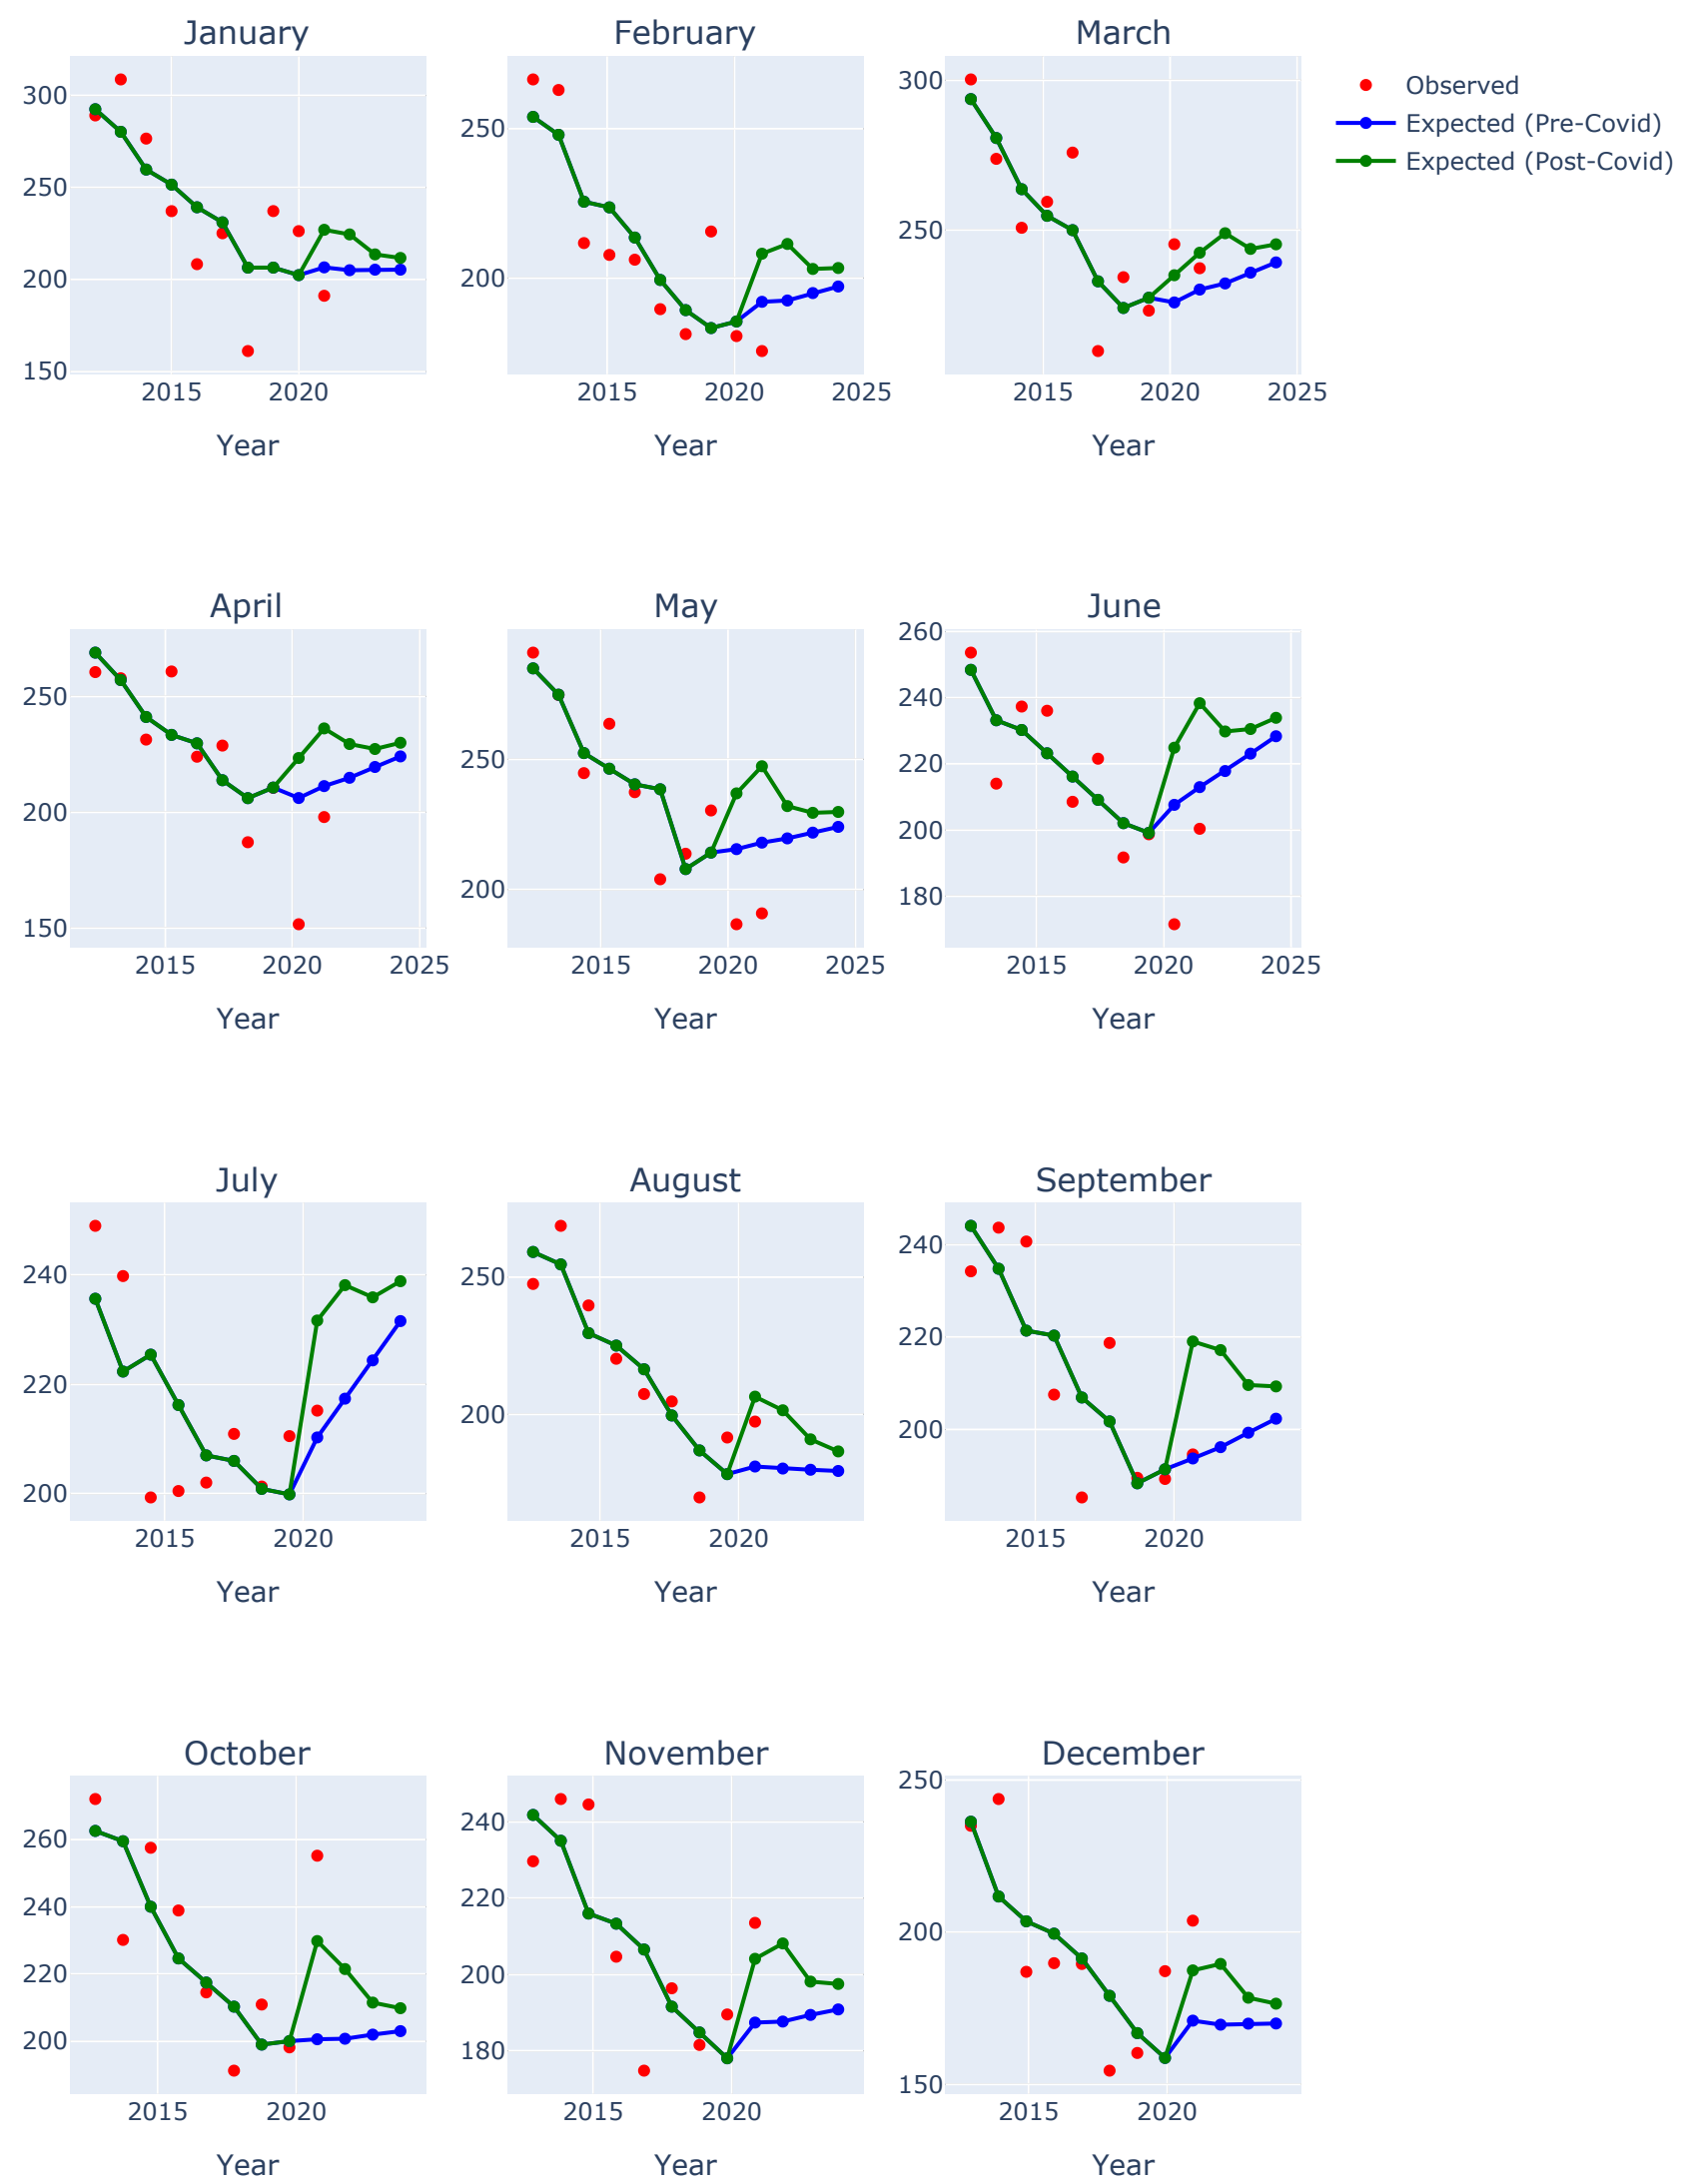 January
February
March
Observed
Expected (Pre-Covid)
Expected (Post-Covid)
300
250
200
150
2015
2020
Year
250
200
2015
2020
2025
Year
300
250
2015
2020
2025
Year
April
May
June
250
200
150
2015
2020
2025
Year
250
200
2015
2020
2025
Year
260
240
220
200
180
2015
2020
2025
Year
July
August
September
240
220
200
2015
2020
Year
250
200
2015
2020
Year
240
220
200
2015
2020
Year
October
November
December
260
240
220
200
2015
2020
Year
240
220
200
180
2015
2020
Year
250
200
150
2015
2020
Year